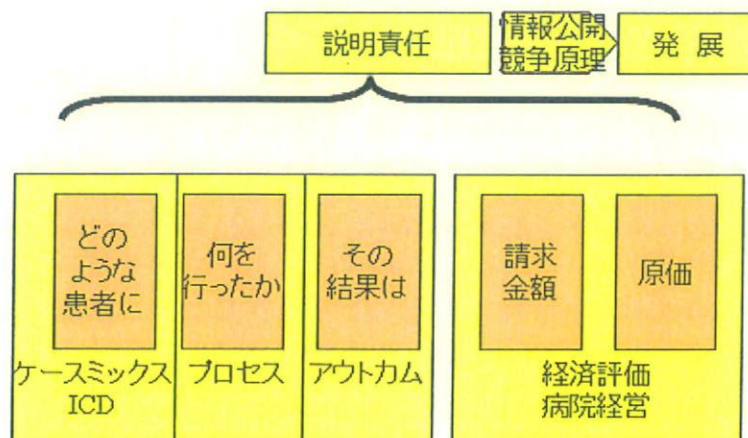 説明責任
情報公開
競争原理
発 展
どの
ような
患者に
何を
行ったか
その
結果は
請求
金額
原価
ケースミックス
ICD
プロセス
アウトカム
経済評価
病院経営